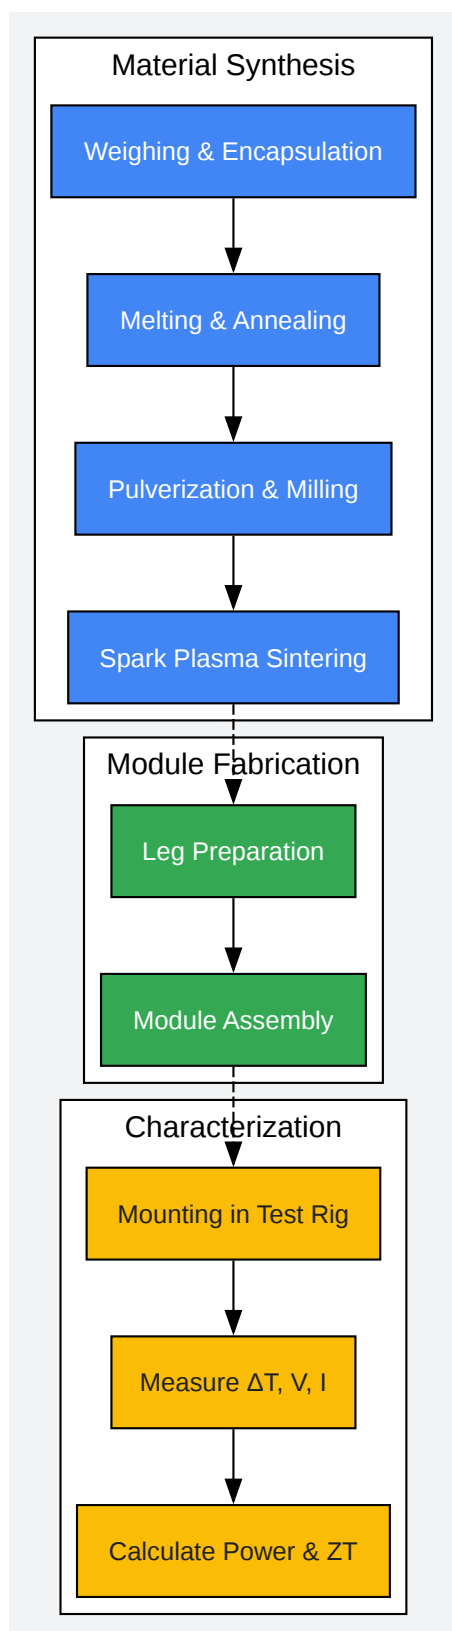 Material Synthesis
Weighing & Encapsulation
Melting & Annealing
Pulverization & Milling
Spark Plasma Sintering
Module Fabrication
Leg Preparation
Module Assembly
Characterization
Mounting in Test Rig
Measure ΔT, V, I
Calculate Power & ZT